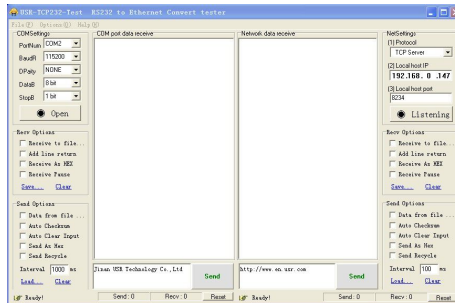 USR-TCP232-Test RS232 to Ethernet Convert tester
File(F) Options(O) Help(H)
COMSettings
PortNum COM2
BaudR 115200
DPaity NONE
DataB 8 bit
StopB 1 bit
Open
Recv Options
Receive to file...
Add line return
Receive As HEX
Receive Pause
Save... Clear
Send Options
Data from file ...
Auto Checksum
Auto Clear Input
Send As Hex
Send Recycle
Interval 1000 ms
Load... Clear
COM port data receive
Jinan USR Technology Co., Ltd
Send
Network data receive
http://www.en.usr.com
Send
NetSettings
(1) Protocol
TCP Server
(2) Local host IP
192.168. 0 .147
(3) Local host port
8234
Listening
Recv Options
Receive to file...
Add line return
Receive As HEX
Receive Pause
Save... Clear
Send Options
Data from file ...
Auto Checksum
Auto Clear Input
Send As Hex
Send Recycle
Interval 100 ms
Load... Clear
Ready! Send : 0 Recv : 0 Reset
Ready! Send : 0 Recv : 0 Reset